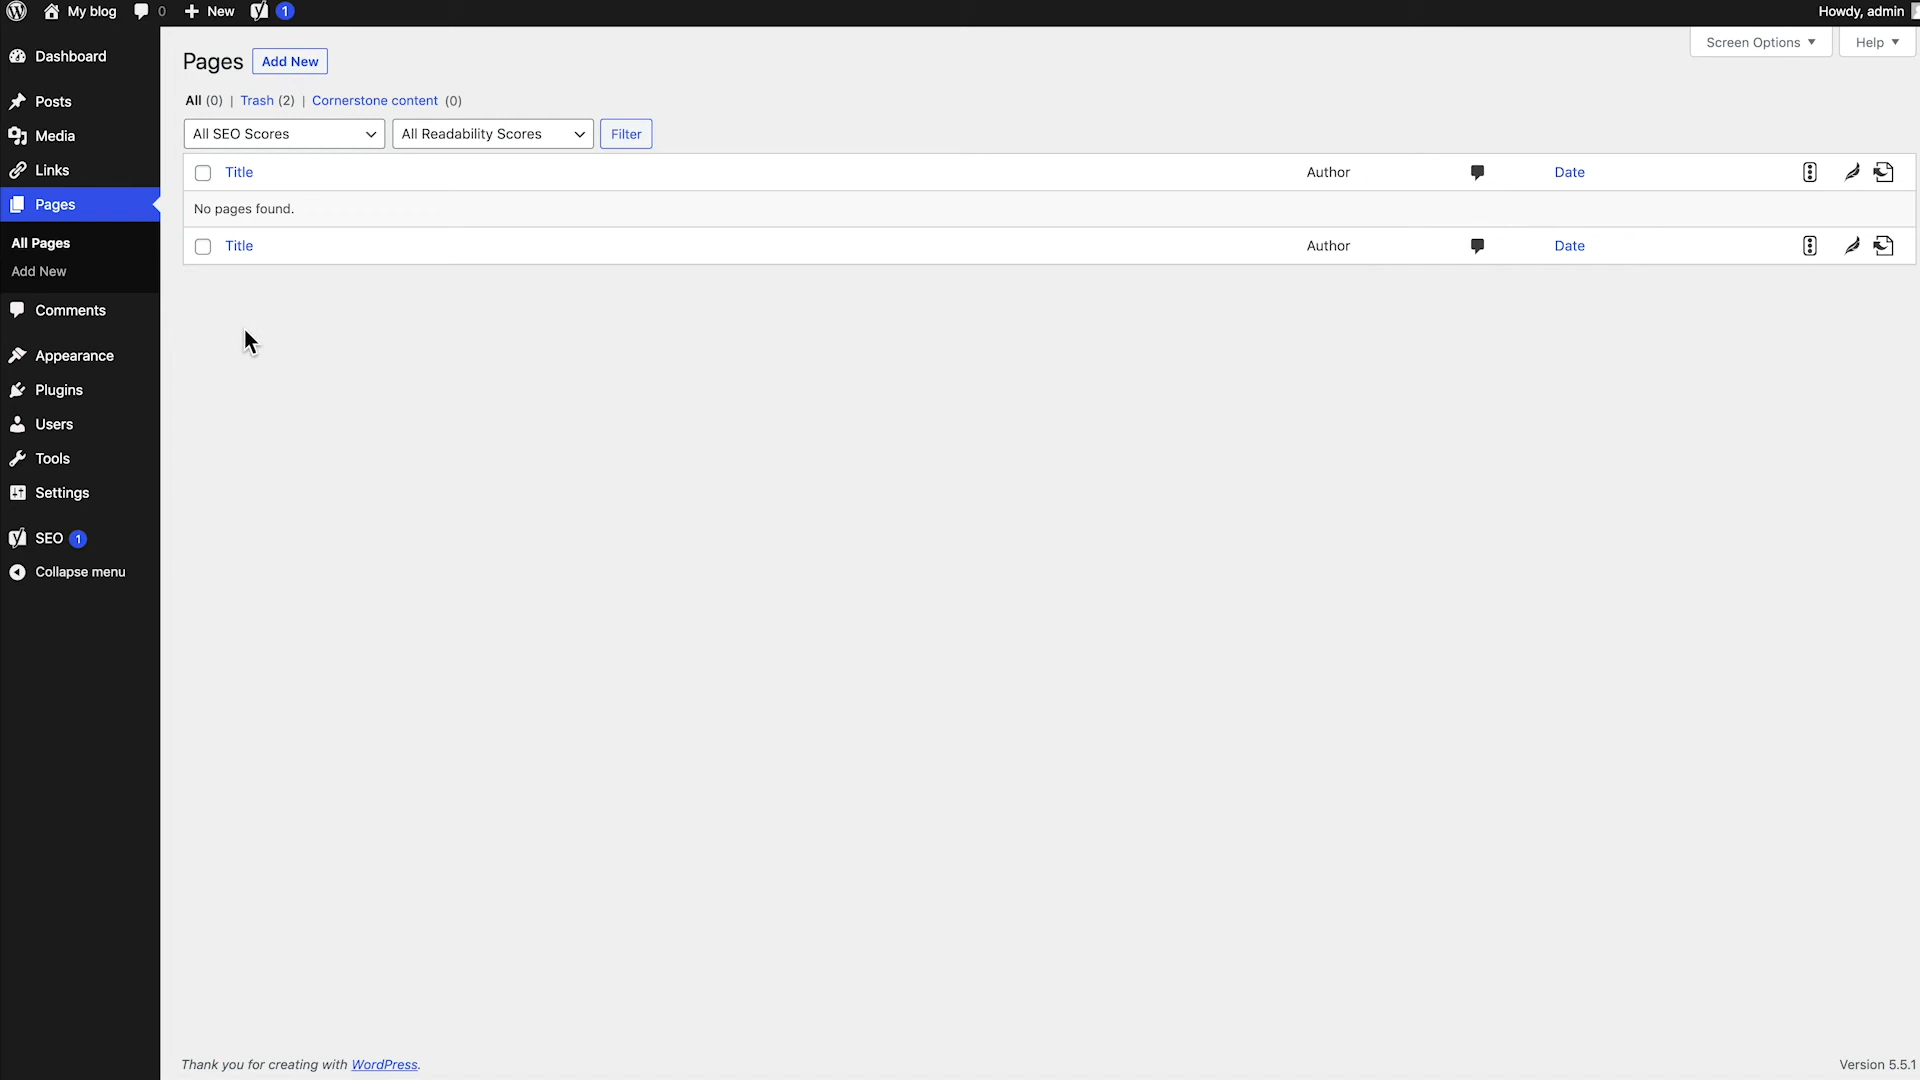 My blog 0 New 1 Howdy, admin
Dashboard
Posts
Media
Links
Pages
All Pages
Add New
Comments
Appearance
Plugins
Users
Tools
Settings
SEO 1
Collapse menu
Screen Options Help
Pages Add New
All (0) | Trash (2) | Cornerstone content (0)
All SEO Scores All Readability Scores Filter
Title Author Date
No pages found.
Title Author Date
Thank you for creating with WordPress. Version 5.5.1